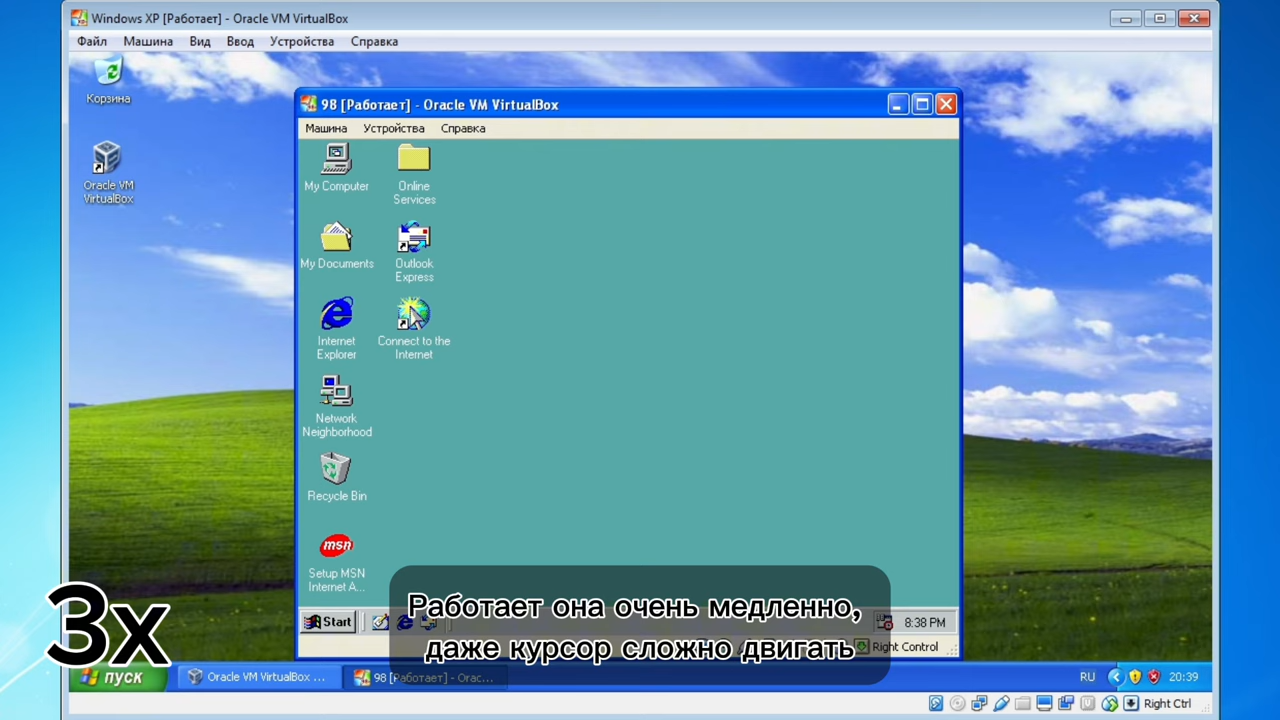 Windows XP [Работает] - Oracle VM VirtualBox
Файл Машина Вид Ввод Устройства Справка
Корзина
Oracle VM
VirtualBox
98 [Работает] - Oracle VM VirtualBox
Машина Устройства Справка
My Computer
Online
Services
My Documents
Outlook
Express
Internet
Explorer
Connect to the
Internet
Network
Neighborhood
Recycle Bin
msn
Setup MSN
Internet A...
Start
8:38 PM
Right Control
Работает она очень медленно,
даже курсор сложно двигать
3x
пуск
Oracle VM VirtualBox ...
98 [Работает] - Orac...
RU
20:39
Right Ctrl